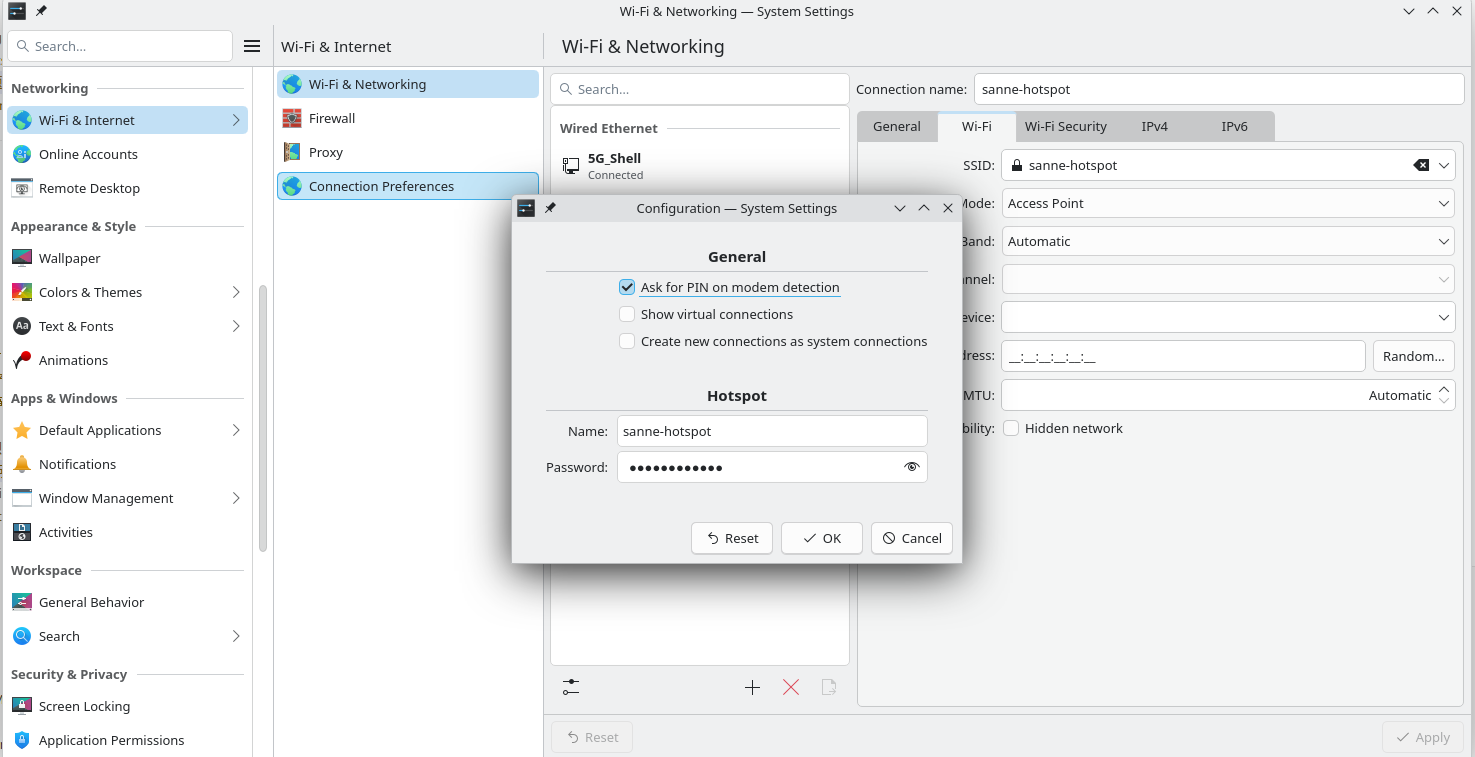 Wi-Fi & Networking — System Settings
Search...
Wi-Fi & Internet
Wi-Fi & Networking
Networking
Wi-Fi & Internet
Online Accounts
Remote Desktop
Appearance & Style
Wallpaper
Colors & Themes
Text & Fonts
Animations
Apps & Windows
Default Applications
Notifications
Window Management
Activities
Workspace
General Behavior
Search
Security & Privacy
Screen Locking
Application Permissions
Wi-Fi & Networking
Firewall
Proxy
Connection Preferences
Search...
Wired Ethernet
5G_Shell
Connected
Connection name: sanne-hotspot
General Wi-Fi Wi-Fi Security IPv4 IPv6
SSID: sanne-hotspot
Mode: Access Point
Band: Automatic
nnel:
evice:
dress: __:__:__:__:__:__ Random...
MTU: Automatic
bility: Hidden network
Configuration — System Settings
General
Ask for PIN on modem detection
Show virtual connections
Create new connections as system connections
Hotspot
Name: sanne-hotspot
Password: ●●●●●●●●●●●●
Reset OK Cancel
Reset Apply